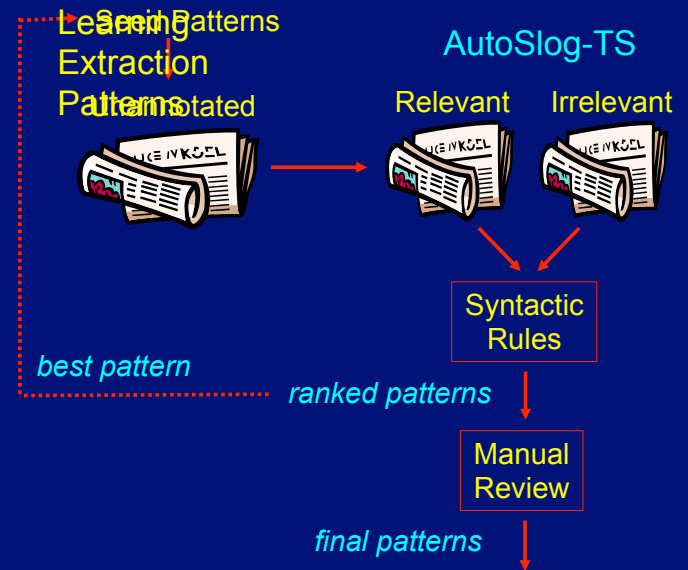 Seed Patterns
Learning
Extraction
Patterns
Unannotated
AutoSlog-TS
Relevant
Irrelevant
Syntactic
Rules
best pattern
ranked patterns
Manual
Review
final patterns